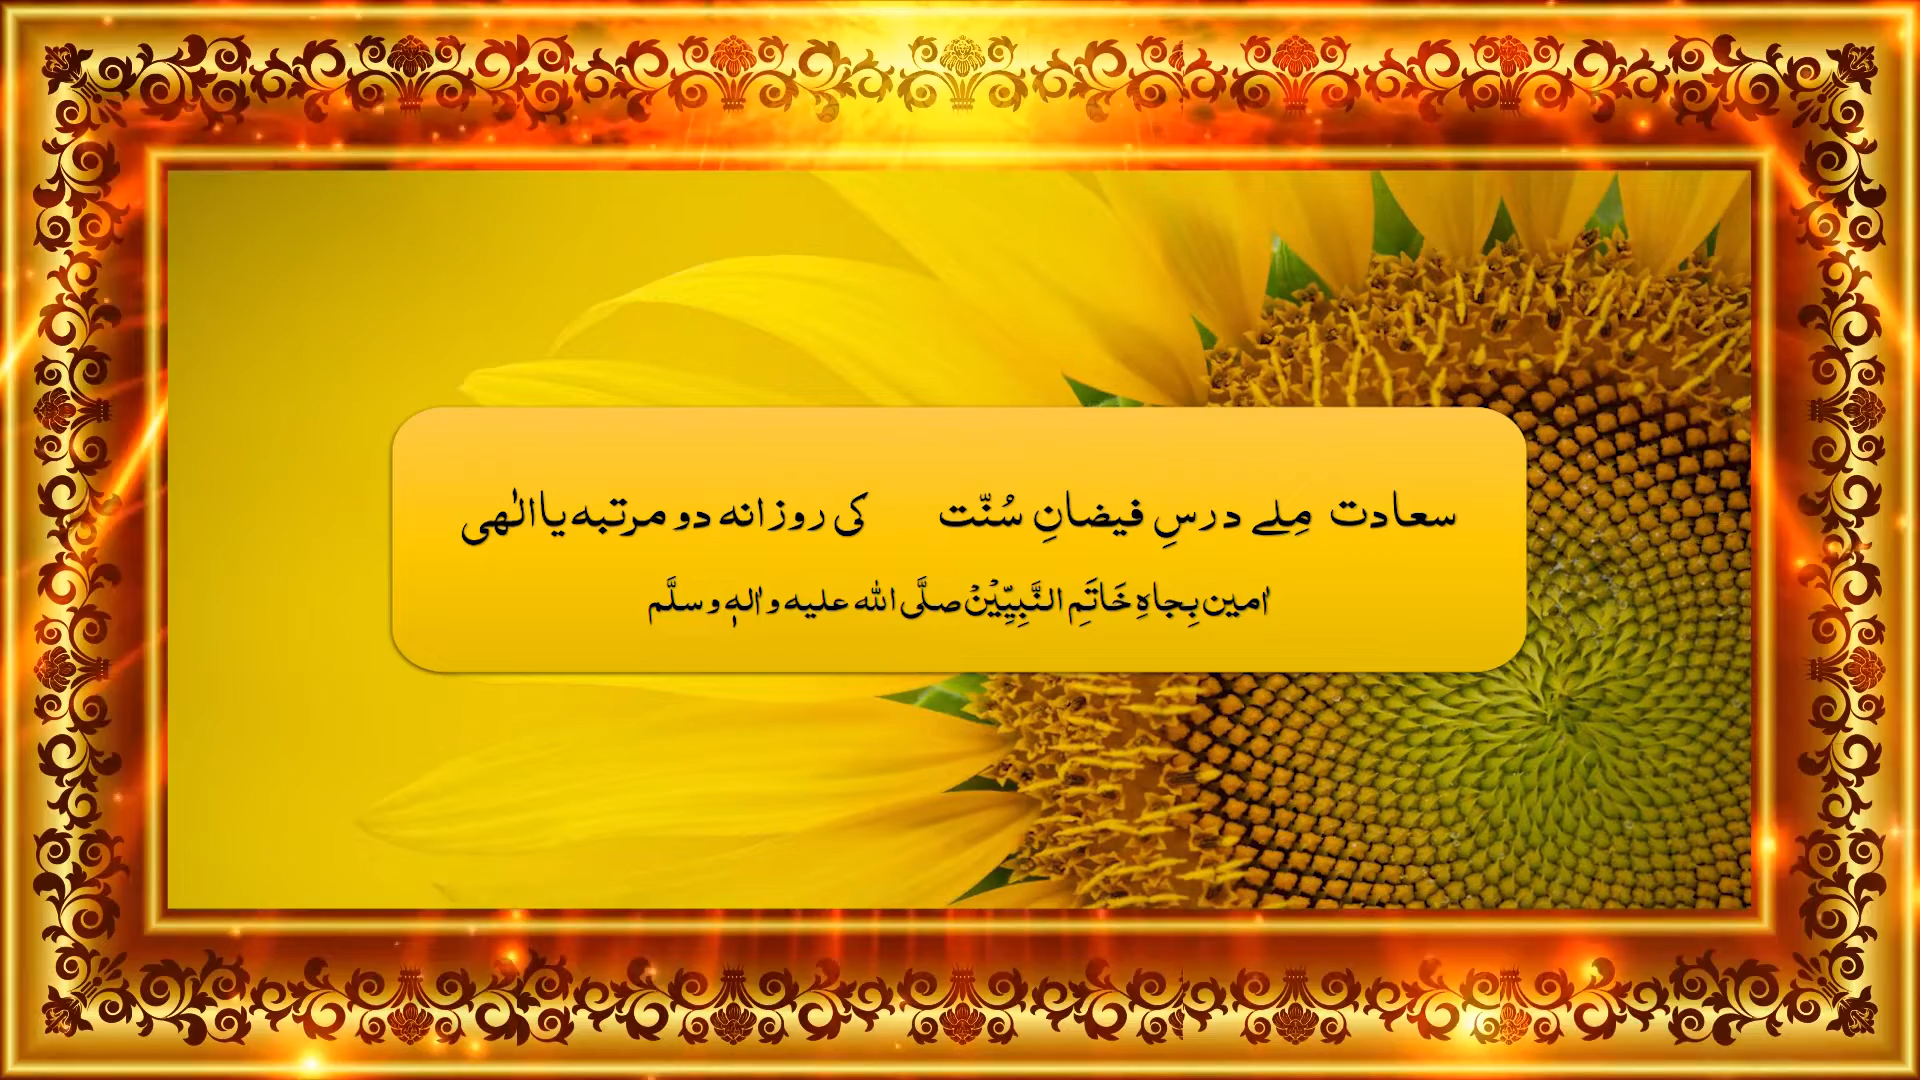 سعادت مِلے درسِ فیضانِ سُنّت کی روزانہ دو مرتبہ یاالٰہی
اٰمین بِجاہِ خَاتَمِ النَّبِیّٖنْ صلَّی اللہ علیہ واٰلہٖ وسلَّم